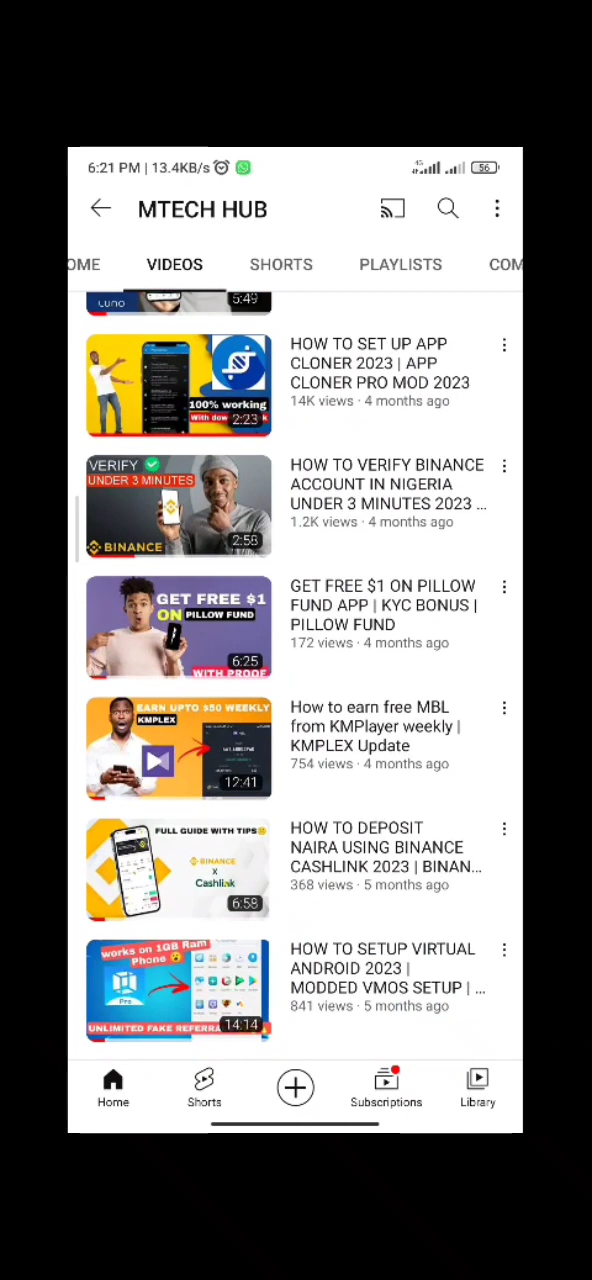 6:21 PM | 13.4KB/s
4G
56
MTECH HUB
OME VIDEOS SHORTS PLAYLISTS COM
Luno
5:49
100% working
With dow
2:23
HOW TO SET UP APP
CLONER 2023 | APP
CLONER PRO MOD 2023
14K views · 4 months ago
VERIFY
UNDER 3 MINUTES
BINANCE
2:58
HOW TO VERIFY BINANCE
ACCOUNT IN NIGERIA
UNDER 3 MINUTES 2023 ...
1.2K views · 4 months ago
GET FREE $1
ON PILLOW FUND
WITH PROOF
6:25
GET FREE $1 ON PILLOW
FUND APP | KYC BONUS |
PILLOW FUND
172 views · 4 months ago
EARN UPTO $50 WEEKLY
KMPLEX
12:41
How to earn free MBL
from KMPlayer weekly |
KMPLEX Update
754 views · 4 months ago
FULL GUIDE WITH TIPS
BINANCE
X
Cashlink
6:58
HOW TO DEPOSIT
NAIRA USING BINANCE
CASHLINK 2023 | BINAN...
368 views · 5 months ago
works on 1GB Ram
Phone
Pro
UNLIMITED FAKE REFERRA
14:14
HOW TO SETUP VIRTUAL
ANDROID 2023 |
MODDED VMOS SETUP | ...
841 views · 5 months ago
Home Shorts Subscriptions Library